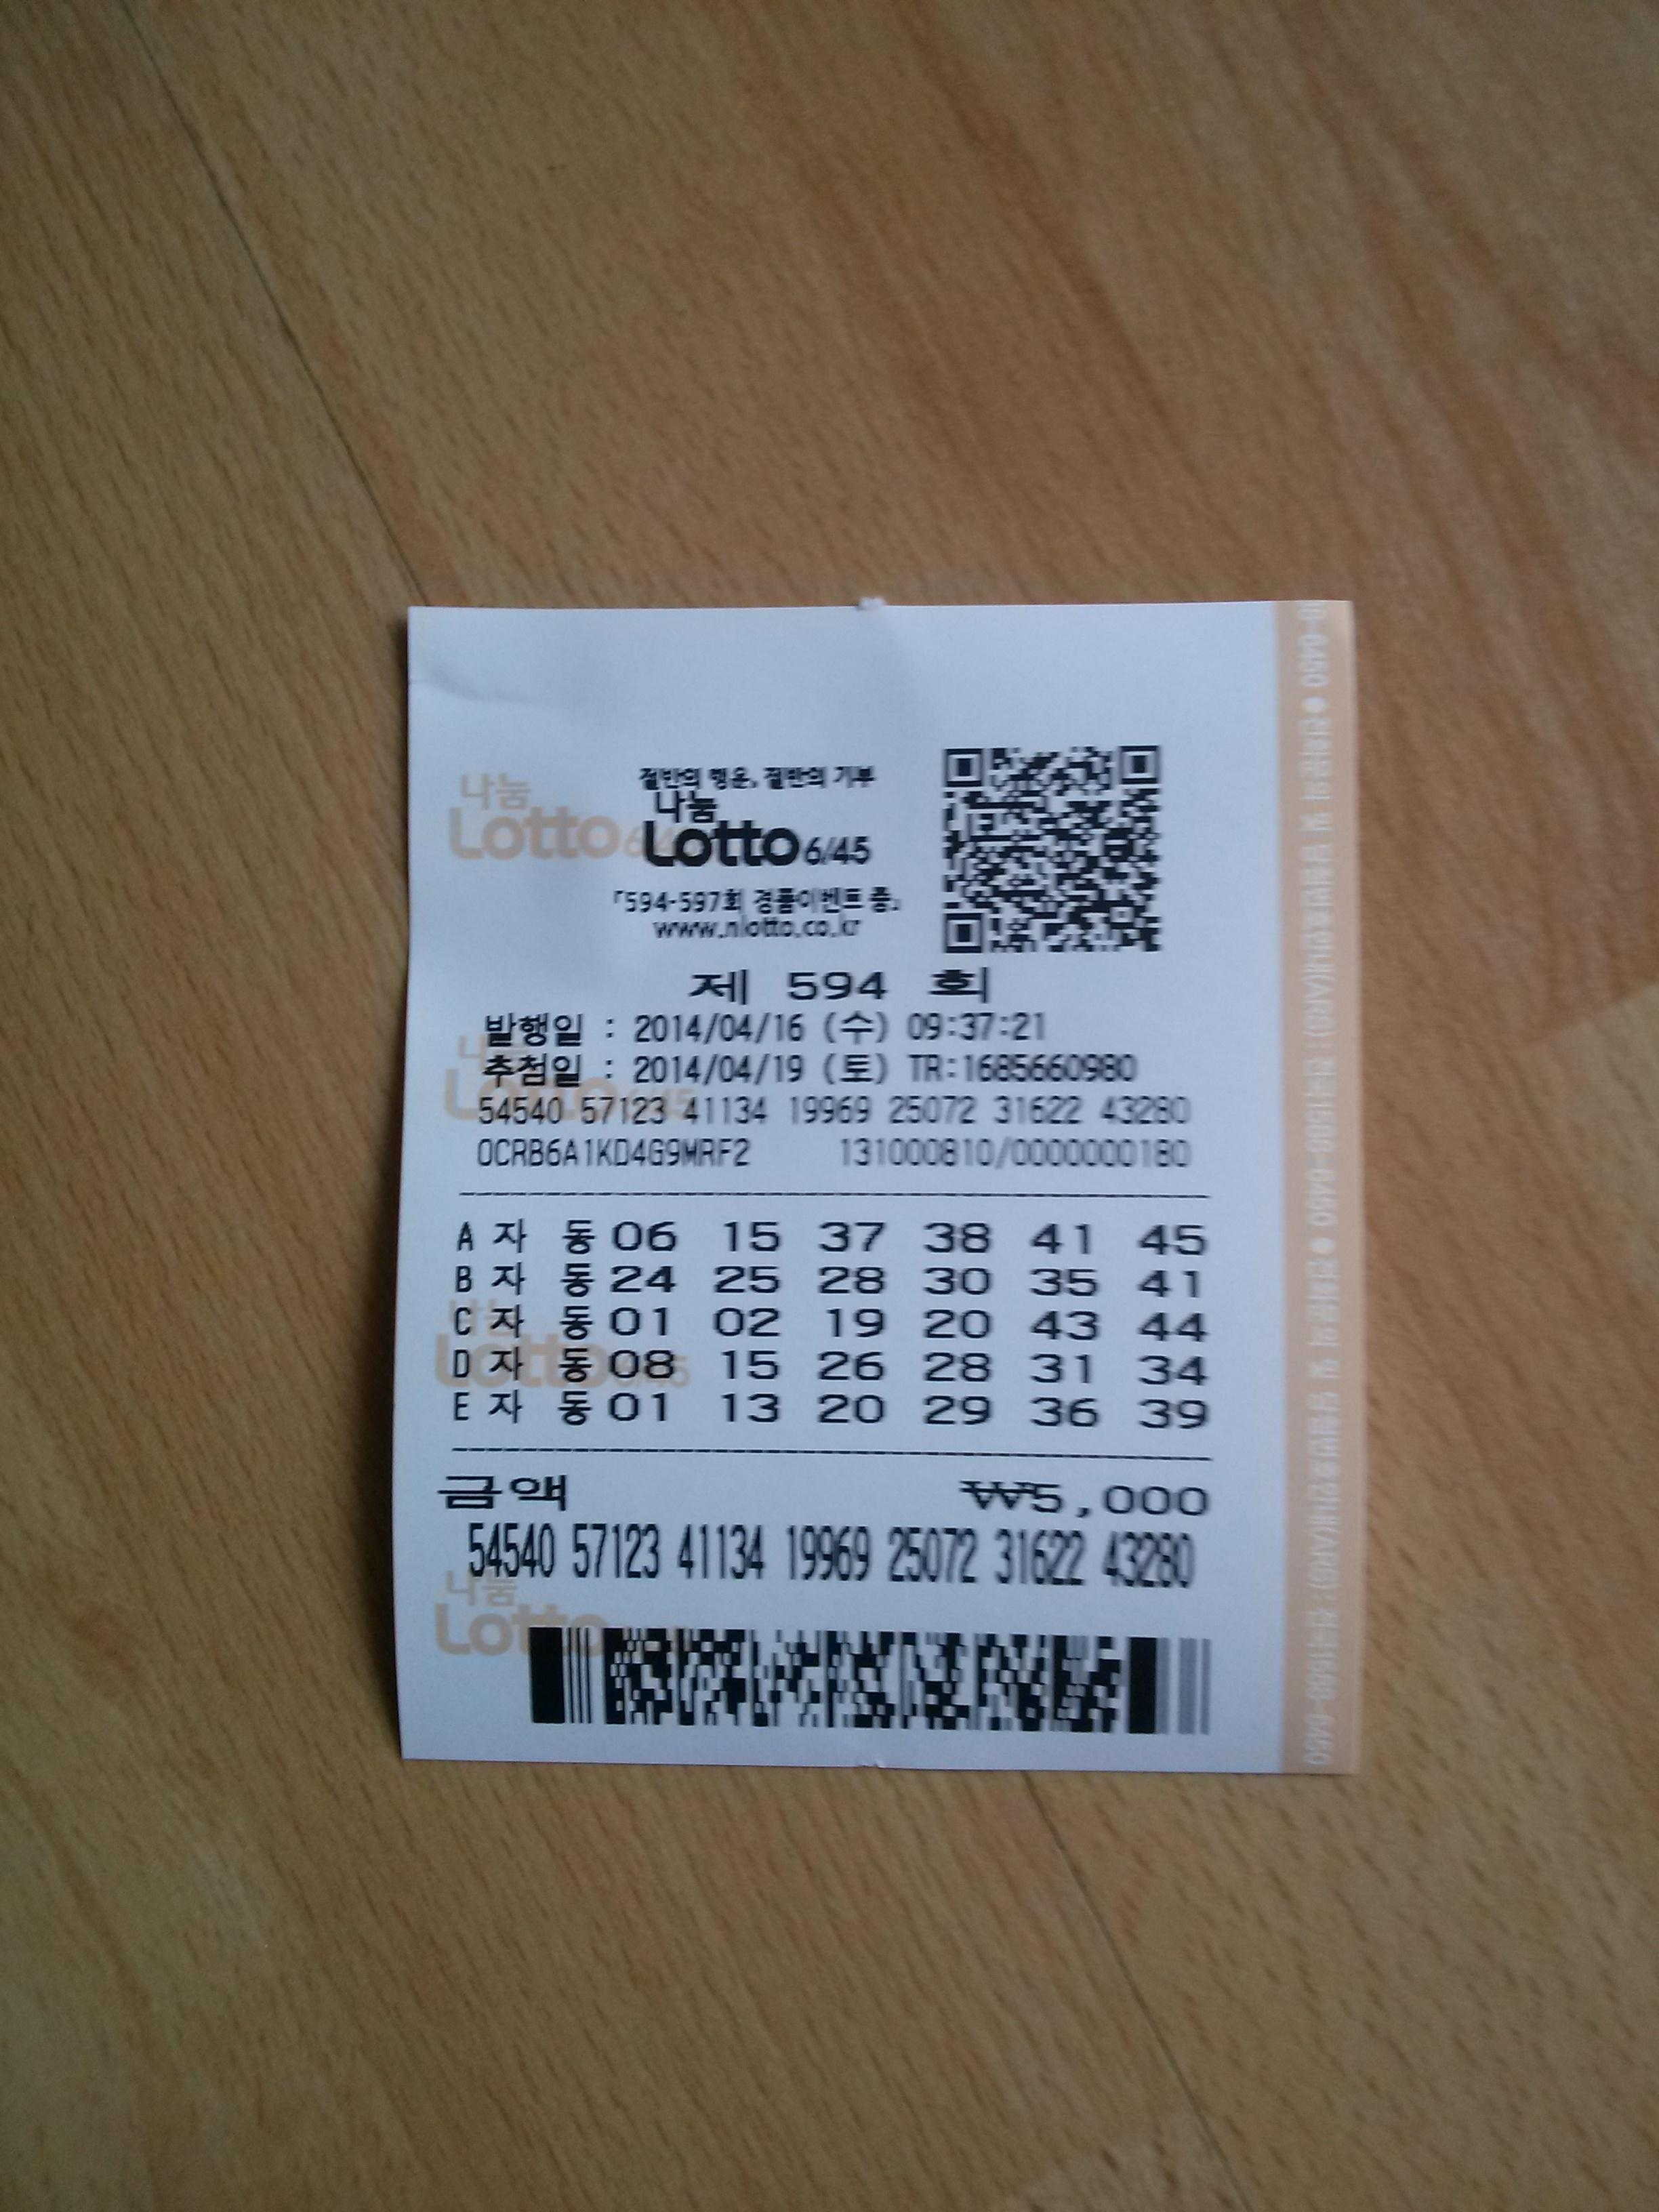 절반의 행운, 절반의 기부
나눔
Lotto 6/45
「594-597회 경품이벤트 중」
www.nlotto.co.kr
제 594 회
발행일 : 2014/04/16 (수) 09:37:21
추첨일 : 2014/04/19 (토) TR:1685660980
54540 57123 41134 19969 25072 31622 43280
0CRB6A1KD4G9MRF2 131000810/0000000180
A 자 동 06 15 37 38 41 45
B 자 동 24 25 28 30 35 41
C 자 동 01 02 19 20 43 44
D 자 동 08 15 26 28 31 34
E 자 동 01 13 20 29 36 39
금액 ₩5,000
54540 57123 41134 19969 25072 31622 43280
나눔
Lotto